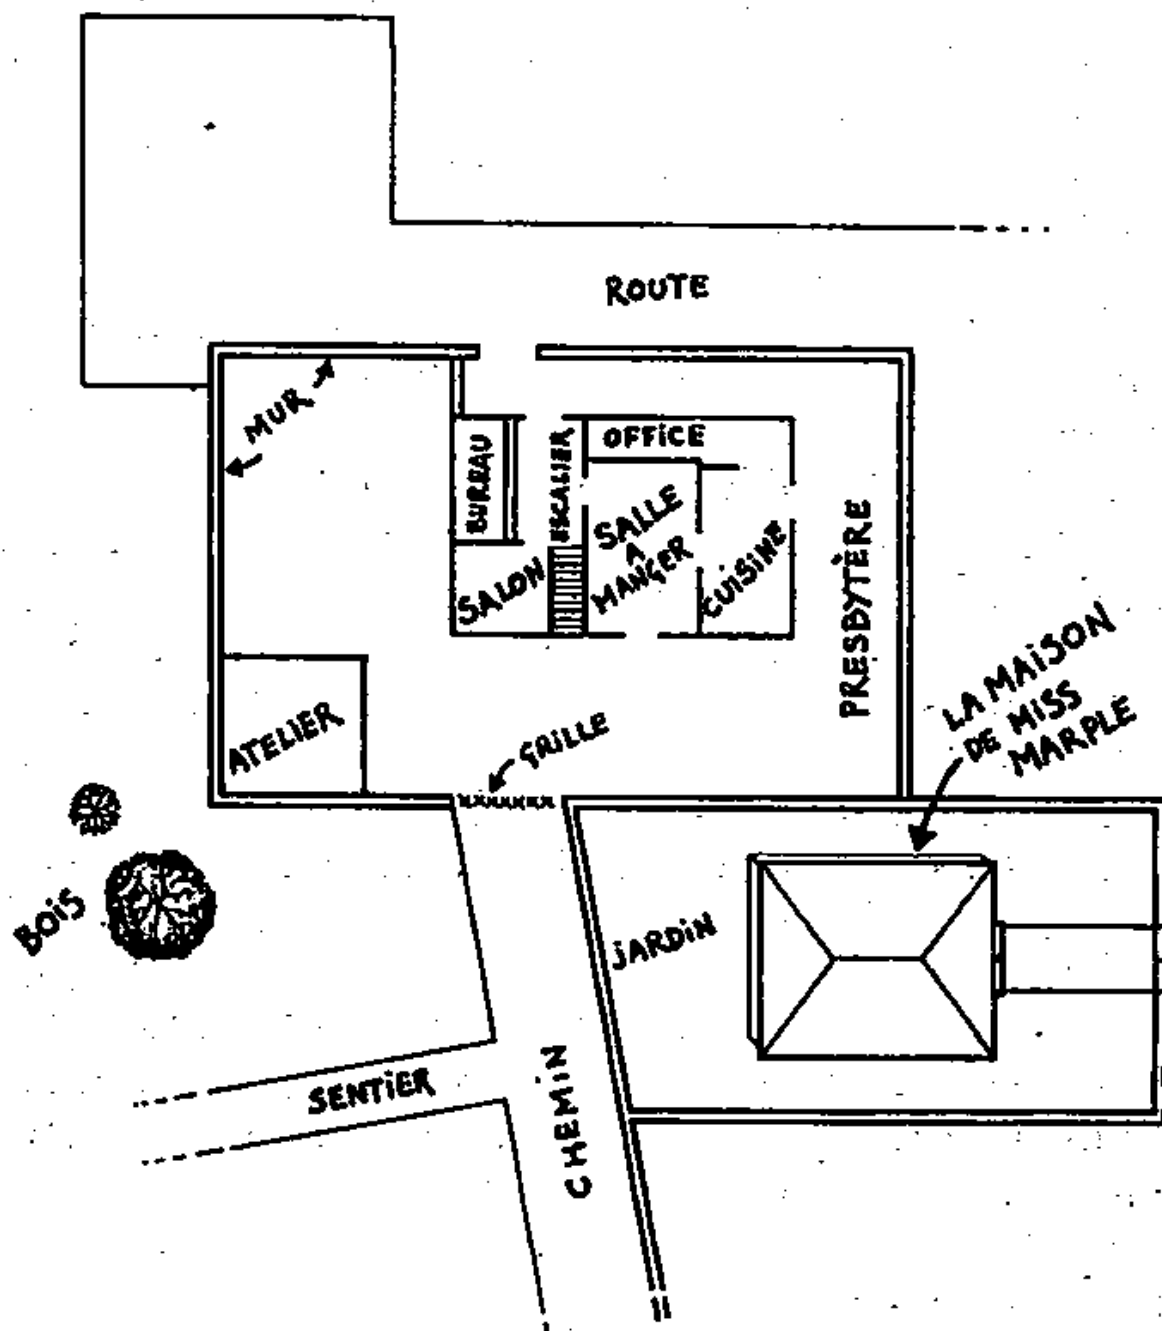 ROUTE
MUR
BUREAU
ESCALIER
OFFICE
SALLE
A
MANGER
CUISINE
SALON
PRESBYTÈRE
ATELIER
GRILLE
LA MAISON
DE MISS
MARPLE
BOIS
JARDIN
SENTIER
CHEMIN